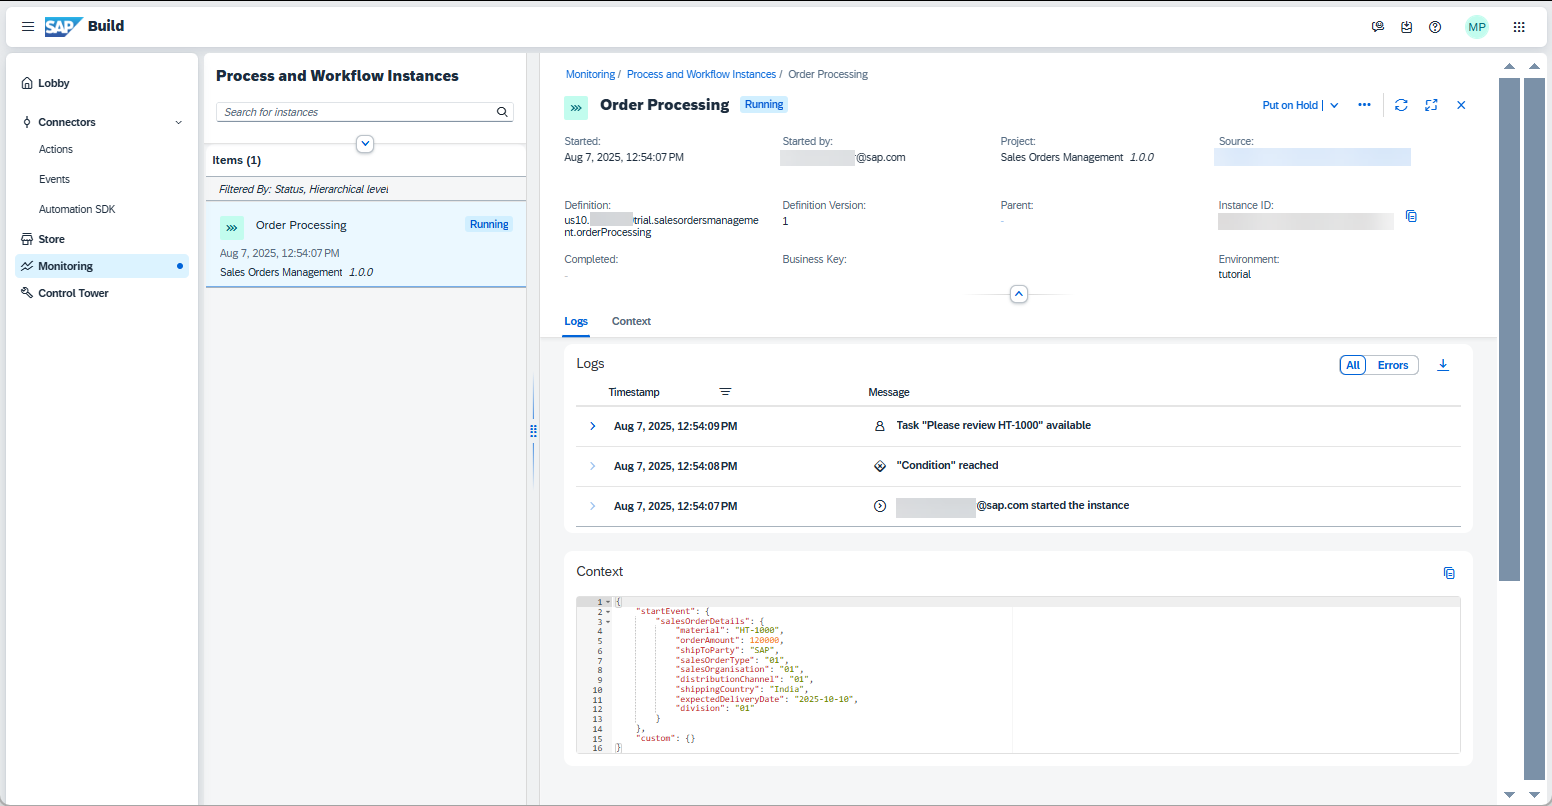 SAP Build
MP
Lobby
Connectors
Actions
Events
Automation SDK
Store
Monitoring
Control Tower
Process and Workflow Instances
Search for instances
Items (1)
Filtered By: Status, Hierarchical level
Order Processing Running
Aug 7, 2025, 12:54:07 PM
Sales Orders Management 1.0.0
Monitoring / Process and Workflow Instances / Order Processing
Order Processing Running
Put on Hold
Started:
Aug 7, 2025, 12:54:07 PM
Started by:
@sap.com
Project:
Sales Orders Management 1.0.0
Source:
Definition:
us10. trial.salesordersmanageme
nt.orderProcessing
Definition Version:
1
Parent:
-
Instance ID:
Completed:
-
Business Key:
Environment:
tutorial
Logs Context
Logs
All Errors
Timestamp Message
Aug 7, 2025, 12:54:09 PM Task "Please review HT-1000" available
Aug 7, 2025, 12:54:08 PM "Condition" reached
Aug 7, 2025, 12:54:07 PM @sap.com started the instance
Context
1 {
2 "startEvent": {
3 "salesOrderDetails": {
4 "material": "HT-1000",
5 "orderAmount": 120000,
6 "shipToParty": "SAP",
7 "salesOrderType": "01",
8 "salesOrganisation": "01",
9 "distributionChannel": "01",
10 "shippingCountry": "India",
11 "expectedDeliveryDate": "2025-10-10",
12 "division": "01"
13 }
14 },
15 "custom": {}
16 }